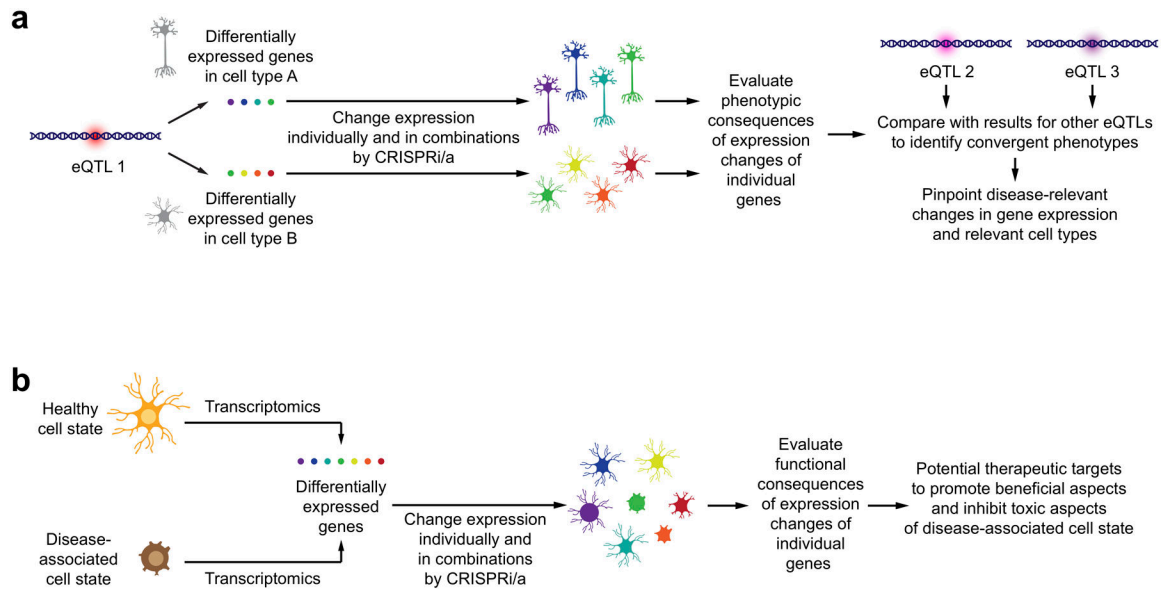 a
Differentially
expressed genes
in cell type A
eQTL 1
Differentially
expressed genes
in cell type B
Change expression
individually and in combinations
by CRISPRi/a
Evaluate
phenotypic
consequences
of expression
changes of
individual
genes
eQTL 2
eQTL 3
Compare with results for other eQTLs
to identify convergent phenotypes
Pinpoint disease-relevant
changes in gene expression
and relevant cell types
b
Healthy
cell state
Transcriptomics
Differentially
expressed
genes
Disease-
associated
cell state
Transcriptomics
Change expression
individually and
in combinations
by CRISPRi/a
Evaluate
functional
consequences
of expression
changes of
individual
genes
Potential therapeutic targets
to promote beneficial aspects
and inhibit toxic aspects
of disease-associated cell state